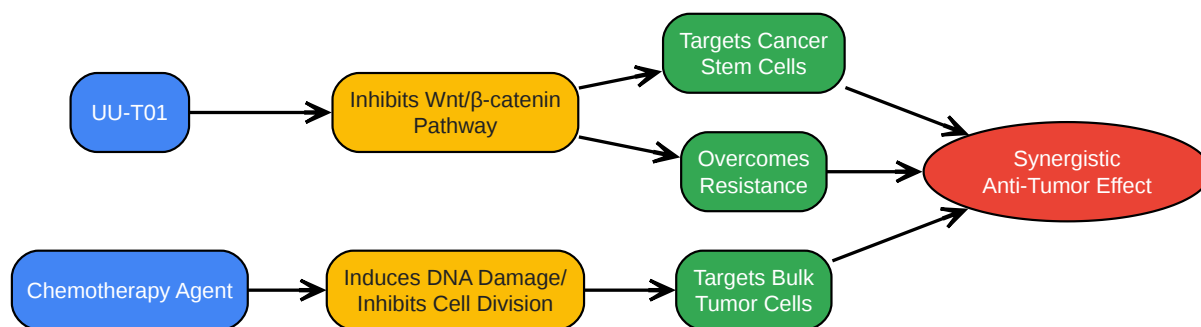 UU-T01
Inhibits Wnt/β-catenin
Pathway
Targets Cancer
Stem Cells
Overcomes
Resistance
Synergistic
Anti-Tumor Effect
Chemotherapy Agent
Induces DNA Damage/
Inhibits Cell Division
Targets Bulk
Tumor Cells